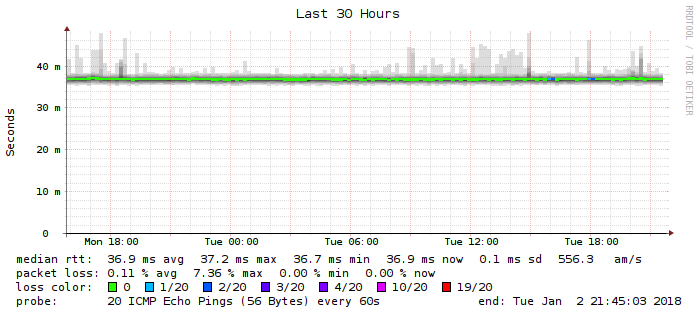 Last 30 Hours
RRDTOOL / TOBI OETIKER
Seconds
40 m
30 m
20 m
10 m
0
Mon 18:00 Tue 00:00 Tue 06:00 Tue 12:00 Tue 18:00
median rtt: 36.9 ms avg 37.2 ms max 36.7 ms min 36.9 ms now 0.1 ms sd 556.3 am/s
packet loss: 0.11 % avg 7.36 % max 0.00 % min 0.00 % now
loss color: 0 1/20 2/20 3/20 4/20 10/20 19/20
probe: 20 ICMP Echo Pings (56 Bytes) every 60s end: Tue Jan 2 21:45:03 2018